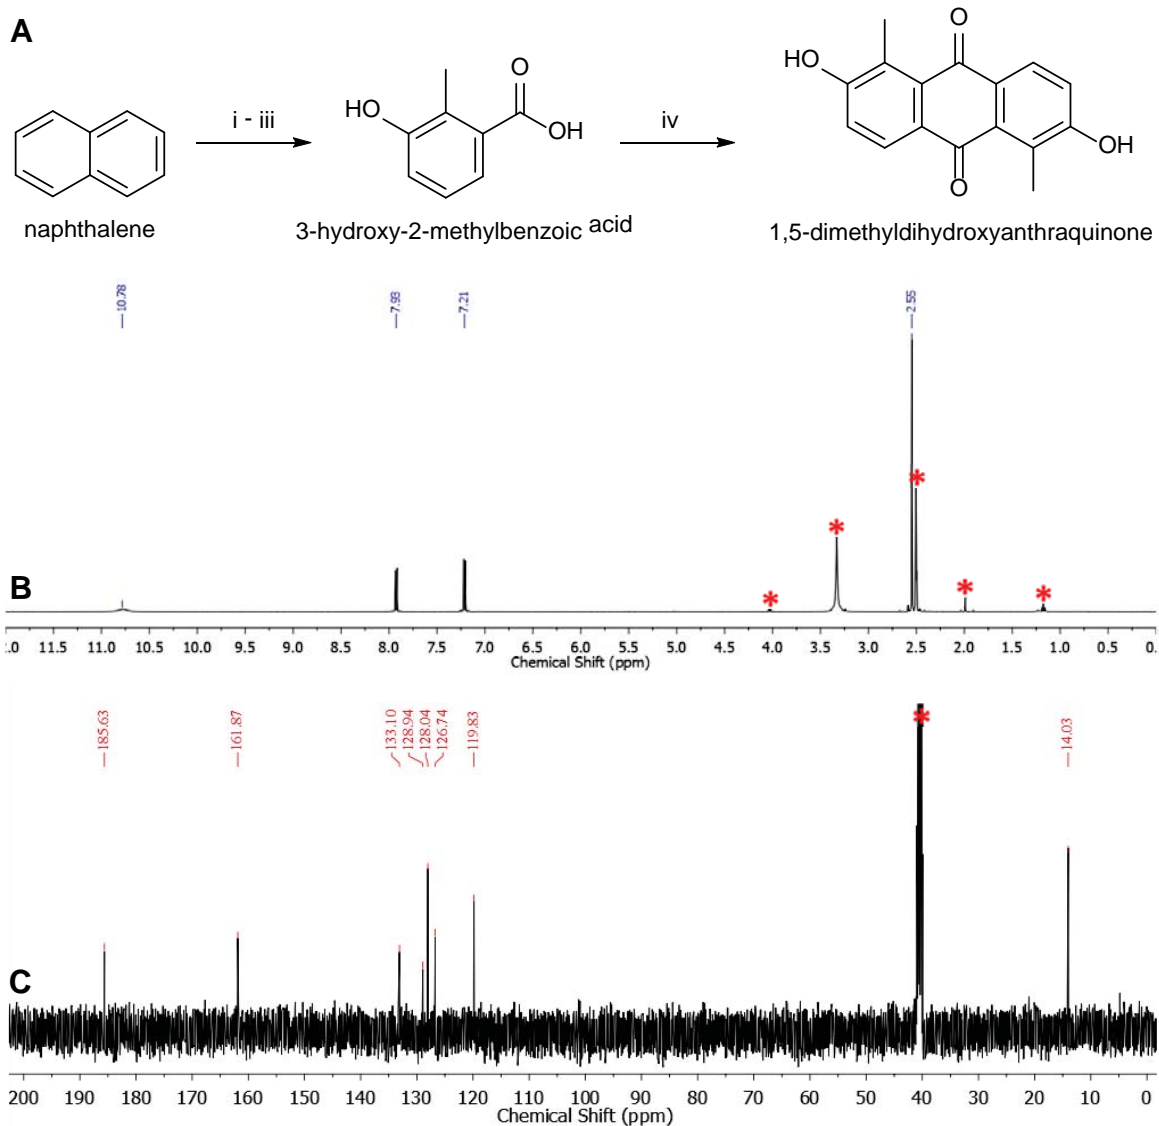 A
HO
O
OH
i - iii
iv
HO
O
O
OH
naphthalene
3-hydroxy-2-methylbenzoic acid
1,5-dimethyldihydroxyanthraquinone
10.78
7.93
7.21
2.55
* * * * *
B
:.0 11.5 11.0 10.5 10.0 9.5 9.0 8.5 8.0 7.5 7.0 6.5 6.0 5.5 5.0 4.5 4.0 3.5 3.0 2.5 2.0 1.5 1.0 0.5 0.
Chemical Shift (ppm)
185.63
161.87
133.10
128.94
128.04
126.74
119.83
14.03
*
C
200 190 180 170 160 150 140 130 120 110 100 90 80 70 60 50 40 30 20 10 0
Chemical Shift (ppm)